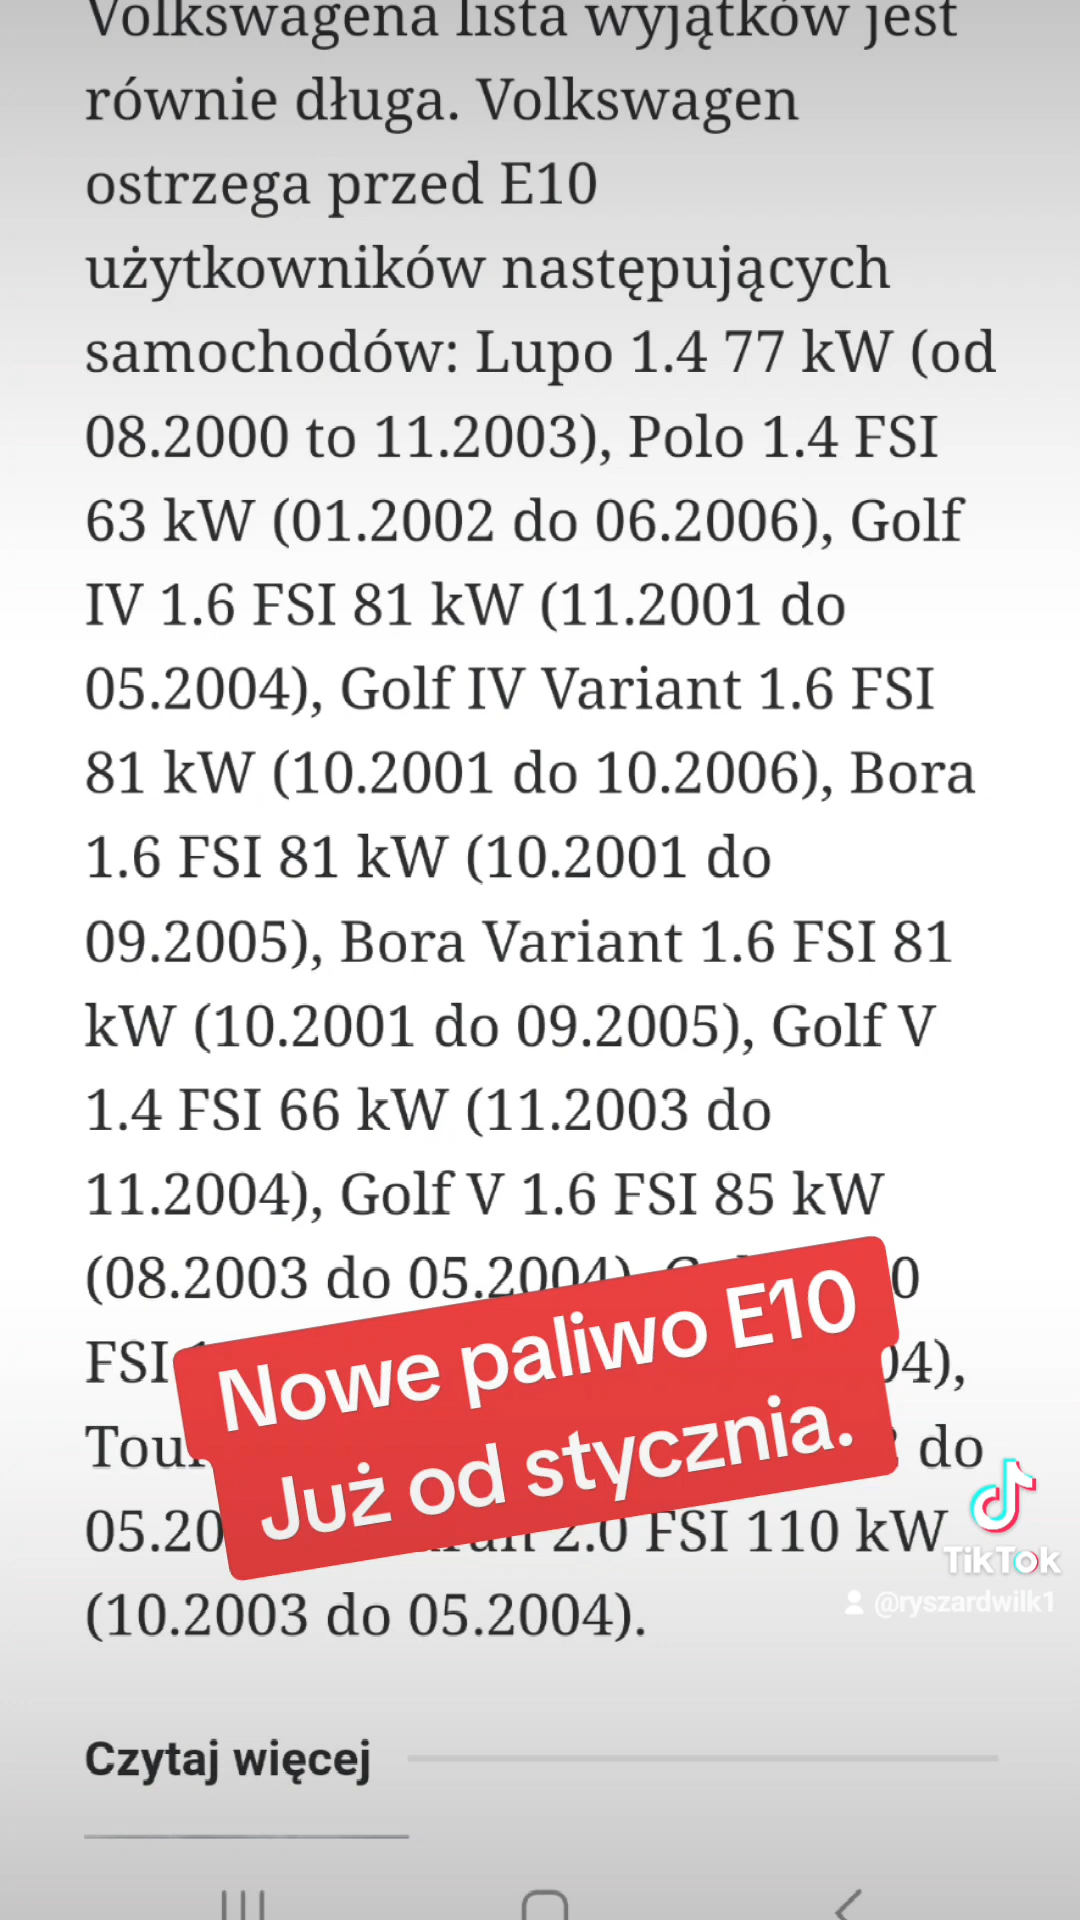 Volkswagena lista wyjątków jest
równie długa. Volkswagen
ostrzega przed E10
użytkowników następujących
samochodów: Lupo 1.4 77 kW (od
08.2000 to 11.2003), Polo 1.4 FSI
63 kW (01.2002 do 06.2006), Golf
IV 1.6 FSI 81 kW (11.2001 do
05.2004), Golf IV Variant 1.6 FSI
81 kW (10.2001 do 10.2006), Bora
1.6 FSI 81 kW (10.2001 do
09.2005), Bora Variant 1.6 FSI 81
kW (10.2001 do 09.2005), Golf V
1.4 FSI 66 kW (11.2003 do
11.2004), Golf V 1.6 FSI 85 kW
(08.2003 do 05.2004)
FSI
do
2.0 FSI 110 kW
(10.2003 do 05.2004).
Nowe paliwo E10
Już od stycznia.
TikTok
@ryszardwilk1
Czytaj więcej